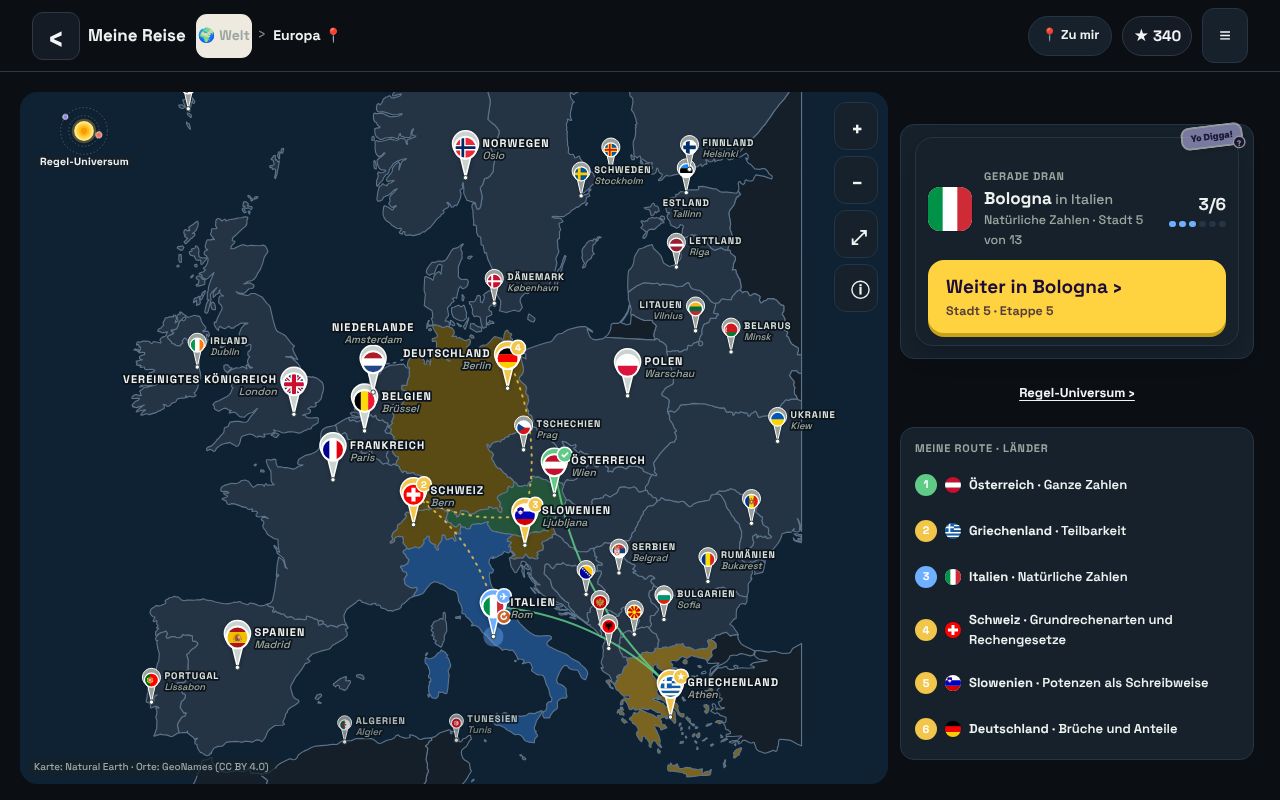 <
Meine Reise
🌍 Welt
>
Europa 📍
📍 Zu mir
★ 340
≡
Regel-Universum
NORWEGEN
Oslo
SCHWEDEN
Stockholm
FINNLAND
Helsinki
ESTLAND
Tallinn
LETTLAND
Riga
DÄNEMARK
København
LITAUEN
Vilnius
BELARUS
Minsk
IRLAND
Dublin
NIEDERLANDE
Amsterdam
DEUTSCHLAND
Berlin
4
POLEN
Warschau
VEREINIGTES KÖNIGREICH
London
BELGIEN
Brüssel
TSCHECHIEN
Prag
UKRAINE
Kiew
FRANKREICH
Paris
ÖSTERREICH
Wien
SCHWEIZ
Bern
2
SLOWENIEN
Ljubljana
3
SERBIEN
Belgrad
RUMÄNIEN
Bukarest
BULGARIEN
Sofia
ITALIEN
Rom
SPANIEN
Madrid
PORTUGAL
Lissabon
GRIECHENLAND
Athen
ALGERIEN
Algier
TUNESIEN
Tunis
Karte: Natural Earth · Orte: GeoNames (CC BY 4.0)
+
−
Yo Digga!
?
GERADE DRAN
Bologna in Italien
Natürliche Zahlen · Stadt 5
von 13
3/6
Weiter in Bologna >
Stadt 5 · Etappe 5
Regel-Universum >
MEINE ROUTE · LÄNDER
1 Österreich · Ganze Zahlen
2 Griechenland · Teilbarkeit
3 Italien · Natürliche Zahlen
4 Schweiz · Grundrechenarten und
Rechengesetze
5 Slowenien · Potenzen als Schreibweise
6 Deutschland · Brüche und Anteile